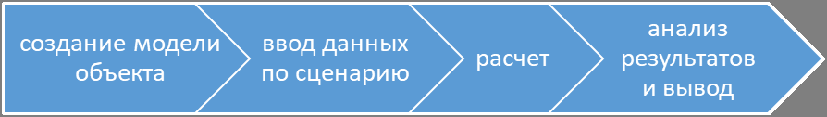 создание модели
объекта
ввод данных
по сценарию
расчет
анализ
результатов
и вывод